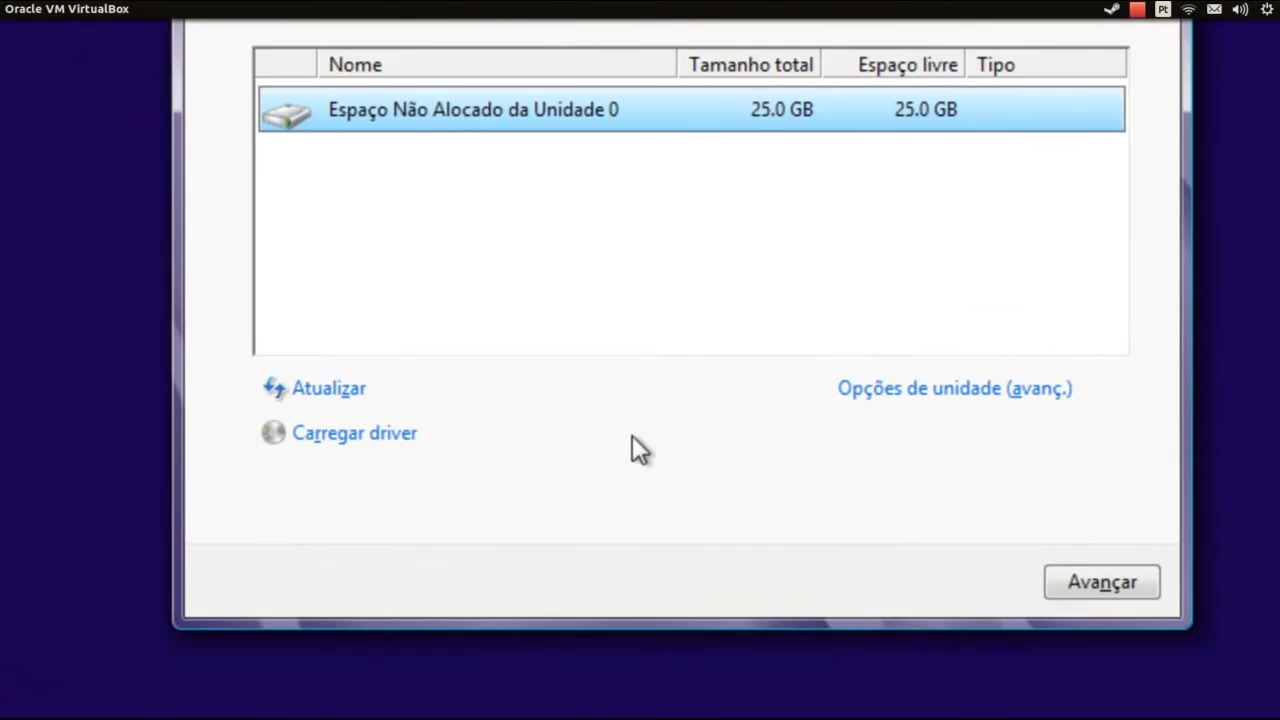 Oracle VM VirtualBox
Pt
Nome Tamanho total Espaço livre Tipo
Espaço Não Alocado da Unidade 0 25.0 GB 25.0 GB
Atualizar Opções de unidade (avanç.)
Carregar driver
Avançar